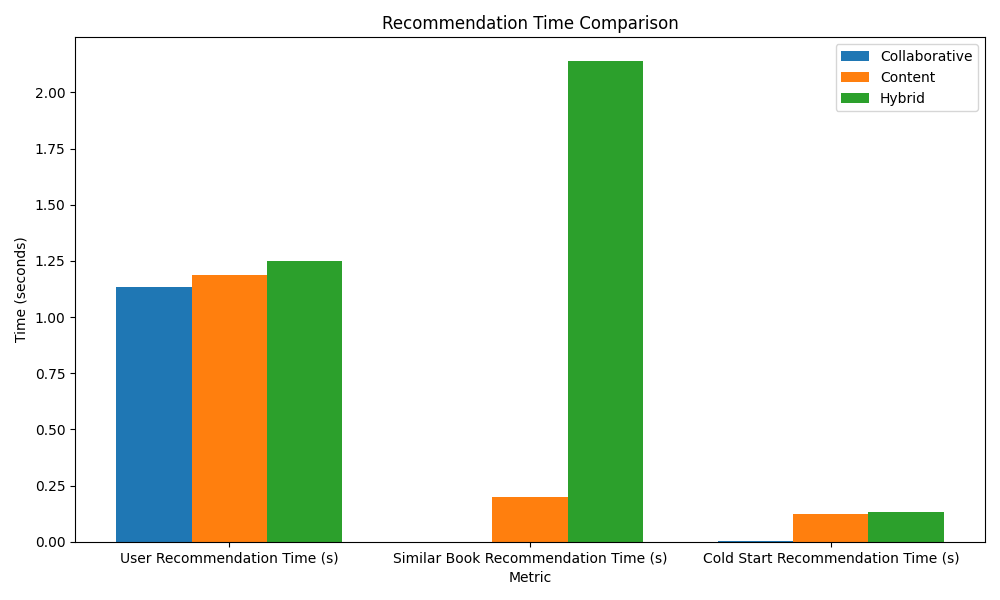 Recommendation Time Comparison
Collaborative
Content
Hybrid
Time (seconds)
2.00
1.75
1.50
1.25
1.00
0.75
0.50
0.25
0.00
User Recommendation Time (s)
Similar Book Recommendation Time (s)
Cold Start Recommendation Time (s)
Metric